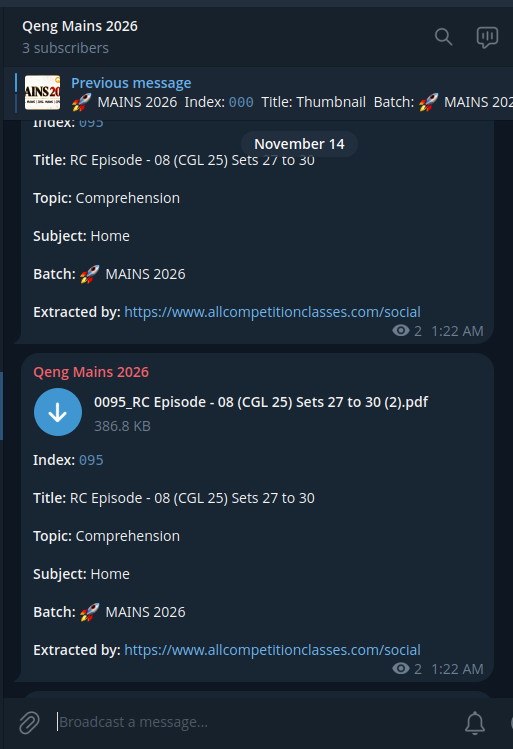 Qeng Mains 2026
3 subscribers
Previous message
🚀 MAINS 2026 Index: 000 Title: Thumbnail Batch: 🚀 MAINS 202
Index: 095
November 14
Title: RC Episode - 08 (CGL 25) Sets 27 to 30
Topic: Comprehension
Subject: Home
Batch: 🚀 MAINS 2026
Extracted by: https://www.allcompetitionclasses.com/social
2 1:22 AM
Qeng Mains 2026
0095_RC Episode - 08 (CGL 25) Sets 27 to 30 (2).pdf
386.8 KB
Index: 095
Title: RC Episode - 08 (CGL 25) Sets 27 to 30
Topic: Comprehension
Subject: Home
Batch: 🚀 MAINS 2026
Extracted by: https://www.allcompetitionclasses.com/social
2 1:22 AM
Broadcast a message...